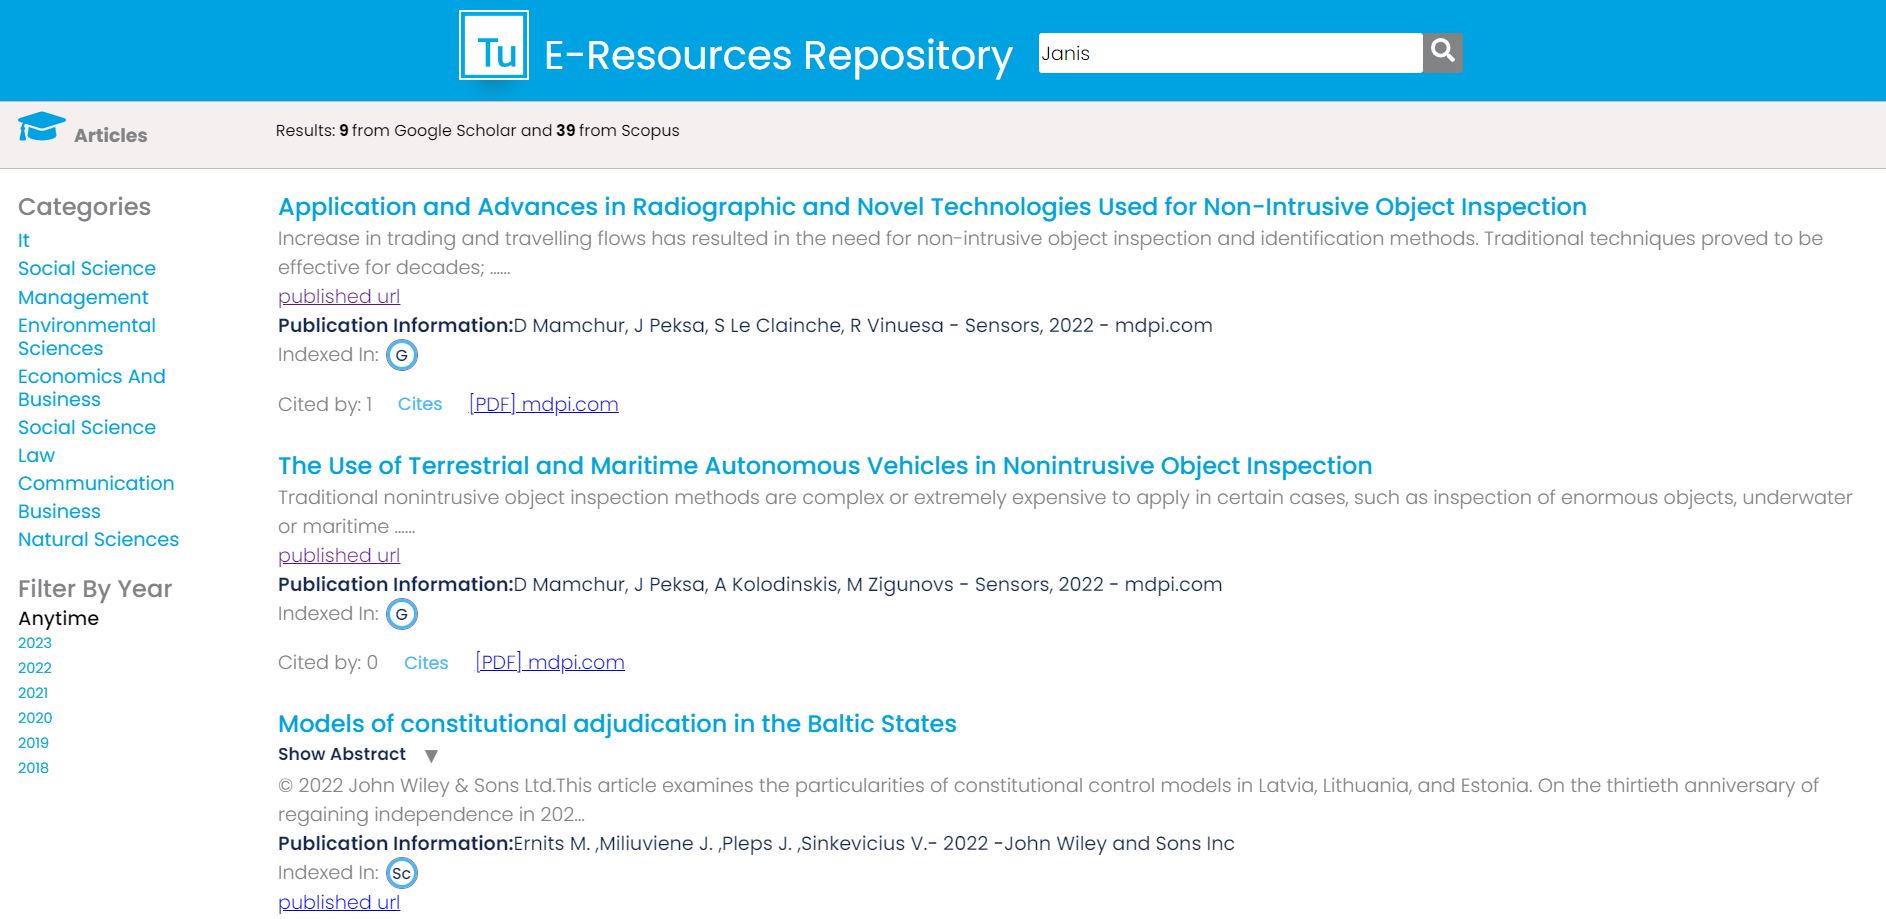 Tu E-Resources Repository Janis
Articles Results: 9 from Google Scholar and 39 from Scopus
Categories
It
Social Science
Management
Environmental
Sciences
Economics And
Business
Social Science
Law
Communication
Business
Natural Sciences
Filter By Year
Anytime
2023
2022
2021
2020
2019
2018
Application and Advances in Radiographic and Novel Technologies Used for Non-Intrusive Object Inspection
Increase in trading and travelling flows has resulted in the need for non-intrusive object inspection and identification methods. Traditional techniques proved to be
effective for decades; ......
published url
Publication Information:D Mamchur, J Peksa, S Le Clainche, R Vinuesa - Sensors, 2022 - mdpi.com
Indexed In: G
Cited by: 1 Cites [PDF] mdpi.com
The Use of Terrestrial and Maritime Autonomous Vehicles in Nonintrusive Object Inspection
Traditional nonintrusive object inspection methods are complex or extremely expensive to apply in certain cases, such as inspection of enormous objects, underwater
or maritime ......
published url
Publication Information:D Mamchur, J Peksa, A Kolodinskis, M Zigunovs - Sensors, 2022 - mdpi.com
Indexed In: G
Cited by: 0 Cites [PDF] mdpi.com
Models of constitutional adjudication in the Baltic States
Show Abstract ▼
© 2022 John Wiley & Sons Ltd.This article examines the particularities of constitutional control models in Latvia, Lithuania, and Estonia. On the thirtieth anniversary of
regaining independence in 202...
Publication Information:Ernits M. ,Miliuviene J. ,Pleps J. ,Sinkevicius V.- 2022 -John Wiley and Sons Inc
Indexed In: Sc
published url